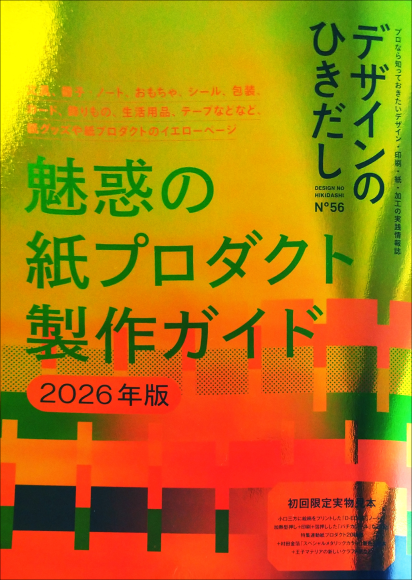 プロなら知っておきたいデザイン・印刷・紙・加工の実践情報誌
デザインの
ひきだし
DESIGN NO
HIKIDASHI
Nº56
ノート、おもちゃ、シール、包装、
生活用品、テープなどなど、
紙プロダクトのイエローページ
魅惑の
紙プロダクト
製作ガイド
2026年版
初回限定実物見本